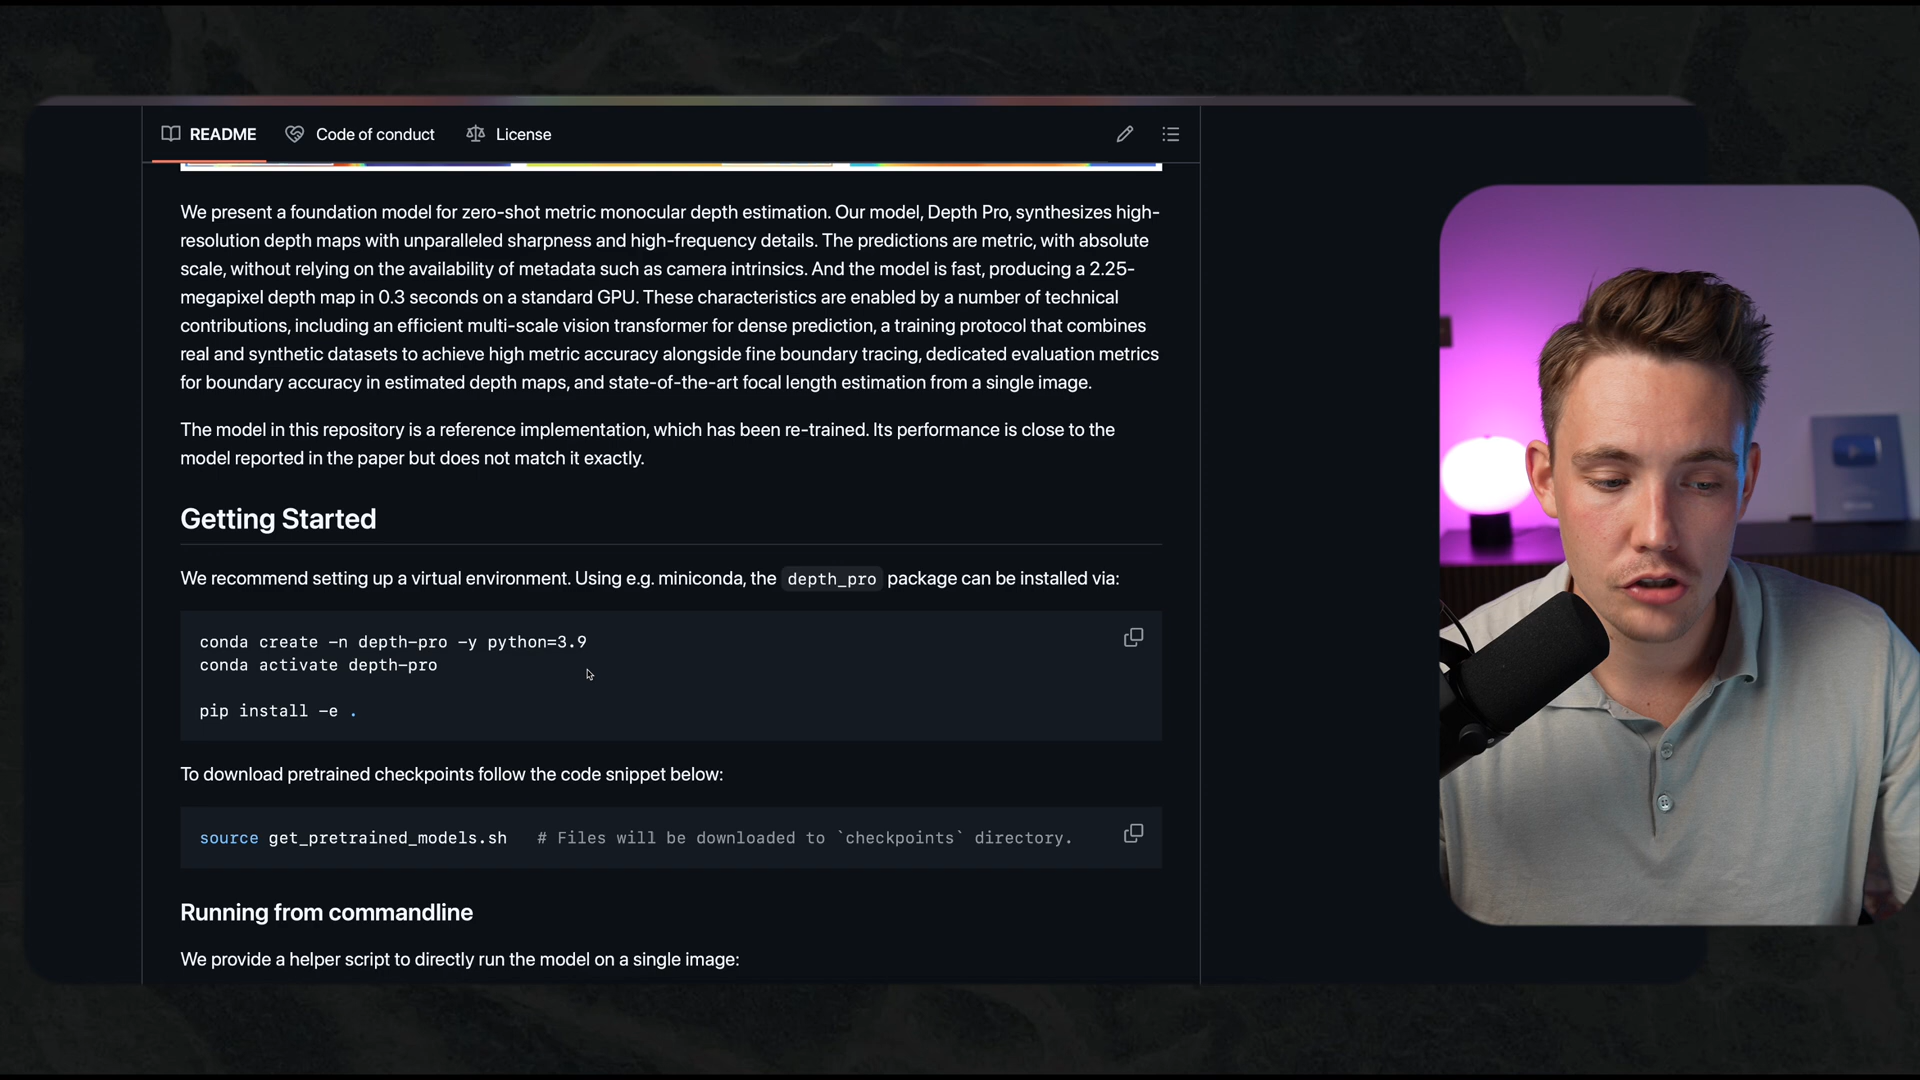 README
Code of conduct
License
We present a foundation model for zero-shot metric monocular depth estimation. Our model, Depth Pro, synthesizes high-
resolution depth maps with unparalleled sharpness and high-frequency details. The predictions are metric, with absolute
scale, without relying on the availability of metadata such as camera intrinsics. And the model is fast, producing a 2.25-
megapixel depth map in 0.3 seconds on a standard GPU. These characteristics are enabled by a number of technical
contributions, including an efficient multi-scale vision transformer for dense prediction, a training protocol that combines
real and synthetic datasets to achieve high metric accuracy alongside fine boundary tracing, dedicated evaluation metrics
for boundary accuracy in estimated depth maps, and state-of-the-art focal length estimation from a single image.
The model in this repository is a reference implementation, which has been re-trained. Its performance is close to the
model reported in the paper but does not match it exactly.
Getting Started
We recommend setting up a virtual environment. Using e.g. miniconda, the depth_pro package can be installed via:
conda create -n depth-pro -y python=3.9
conda activate depth-pro
pip install -e .
To download pretrained checkpoints follow the code snippet below:
source get_pretrained_models.sh   # Files will be downloaded to `checkpoints` directory.
Running from commandline
We provide a helper script to directly run the model on a single image: